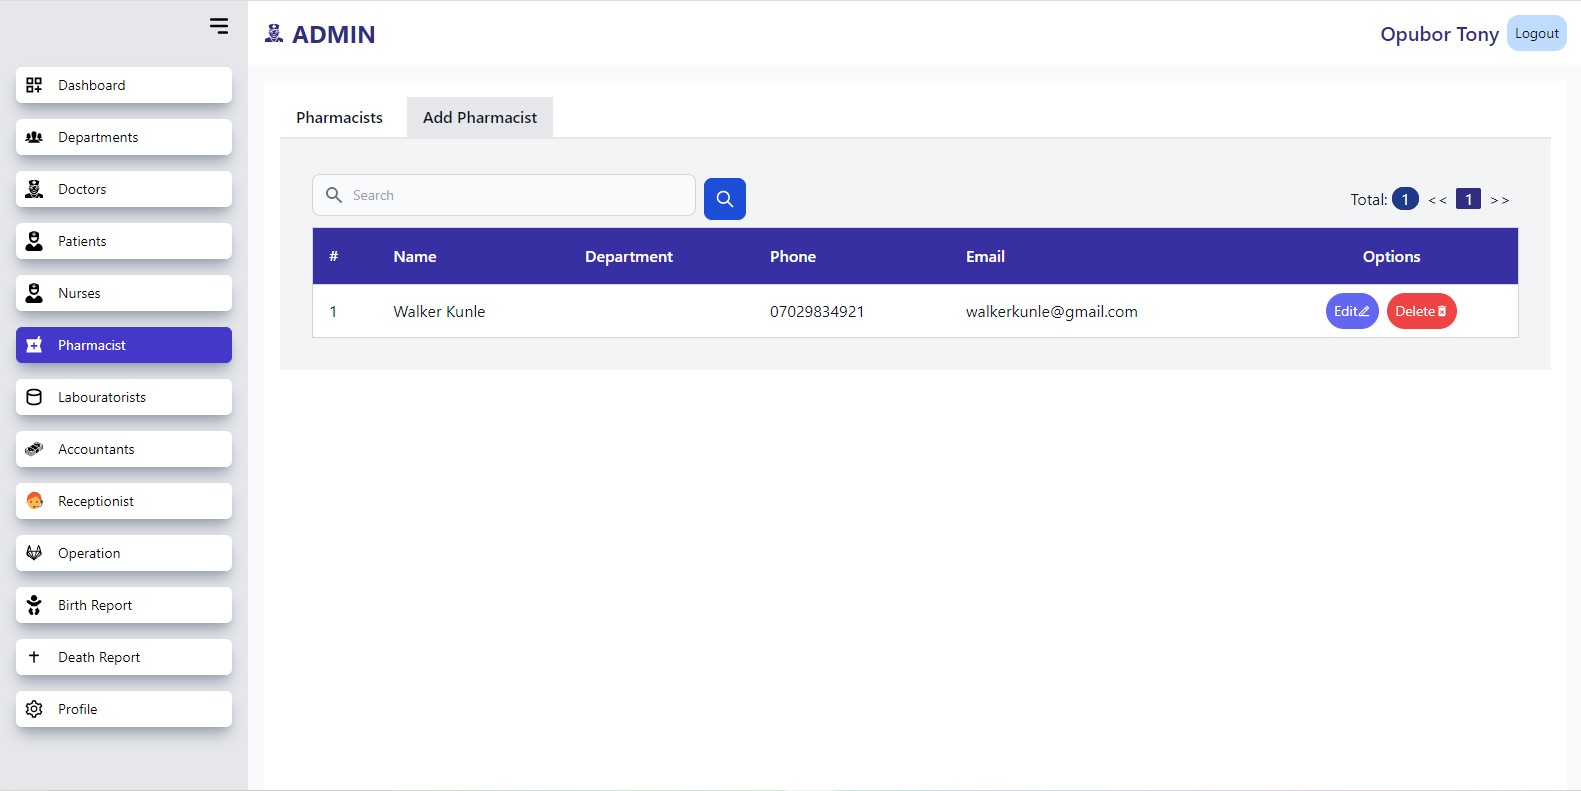 ADMIN
Opubor Tony
Logout
Dashboard
Departments
Doctors
Patients
Nurses
Pharmacist
Labouratorists
Accountants
Receptionist
Operation
Birth Report
Death Report
Profile
Pharmacists Add Pharmacist
Search
Total: 1 << 1 >>
# Name Department Phone Email Options
1 Walker Kunle 07029834921 walkerkunle@gmail.com Edit Delete